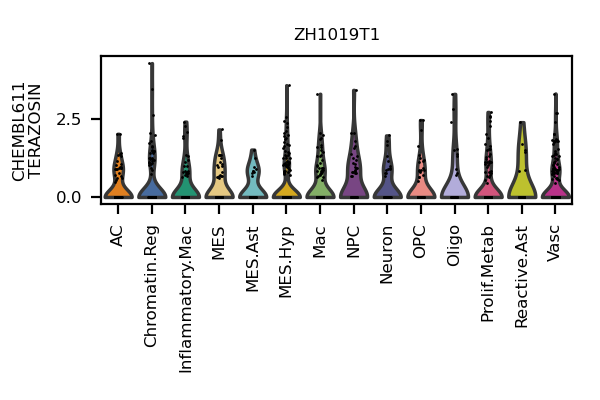 ZH1019T1
CHEMBL611
TERAZOSIN
2.5
0.0
AC
Chromatin.Reg
Inflammatory.Mac
MES
MES.Ast
MES.Hyp
Mac
NPC
Neuron
OPC
Oligo
Prolif.Metab
Reactive.Ast
Vasc